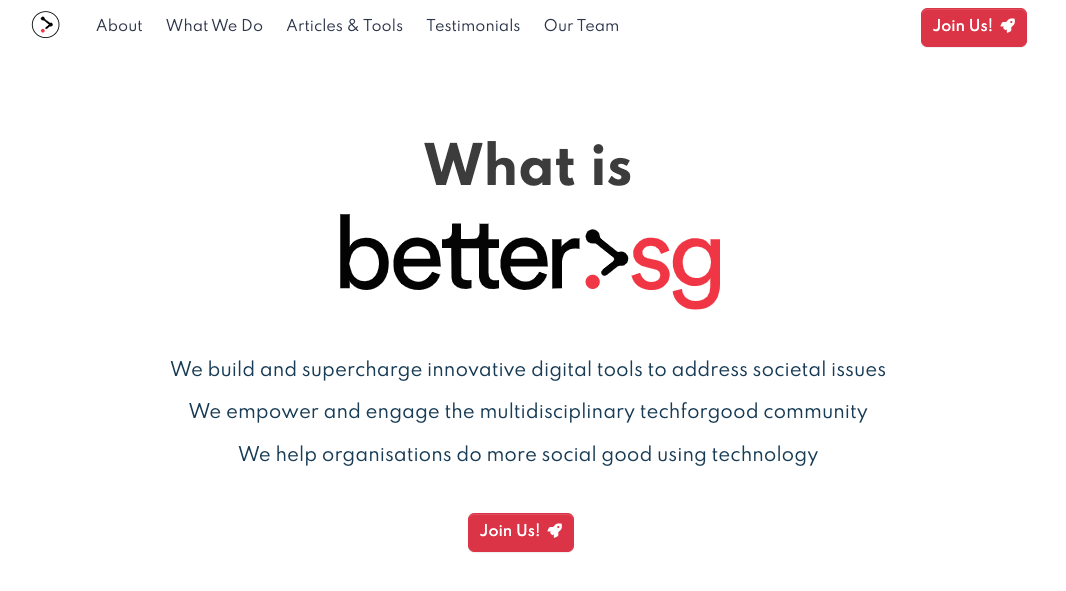 About
What We Do
Articles & Tools
Testimonials
Our Team
Join Us!
What is
better.sg
We build and supercharge innovative digital tools to address societal issues
We empower and engage the multidisciplinary techforgood community
We help organisations do more social good using technology
Join Us!